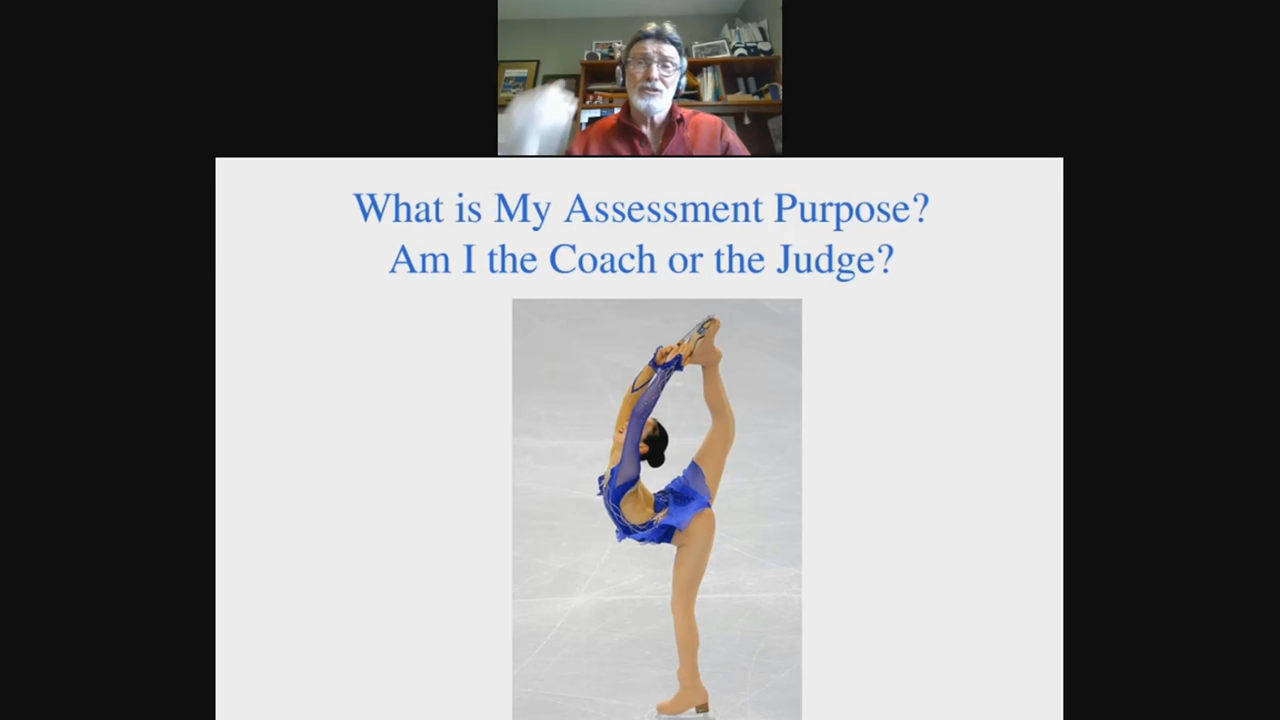 What is My Assessment Purpose?
Am I the Coach or the Judge?